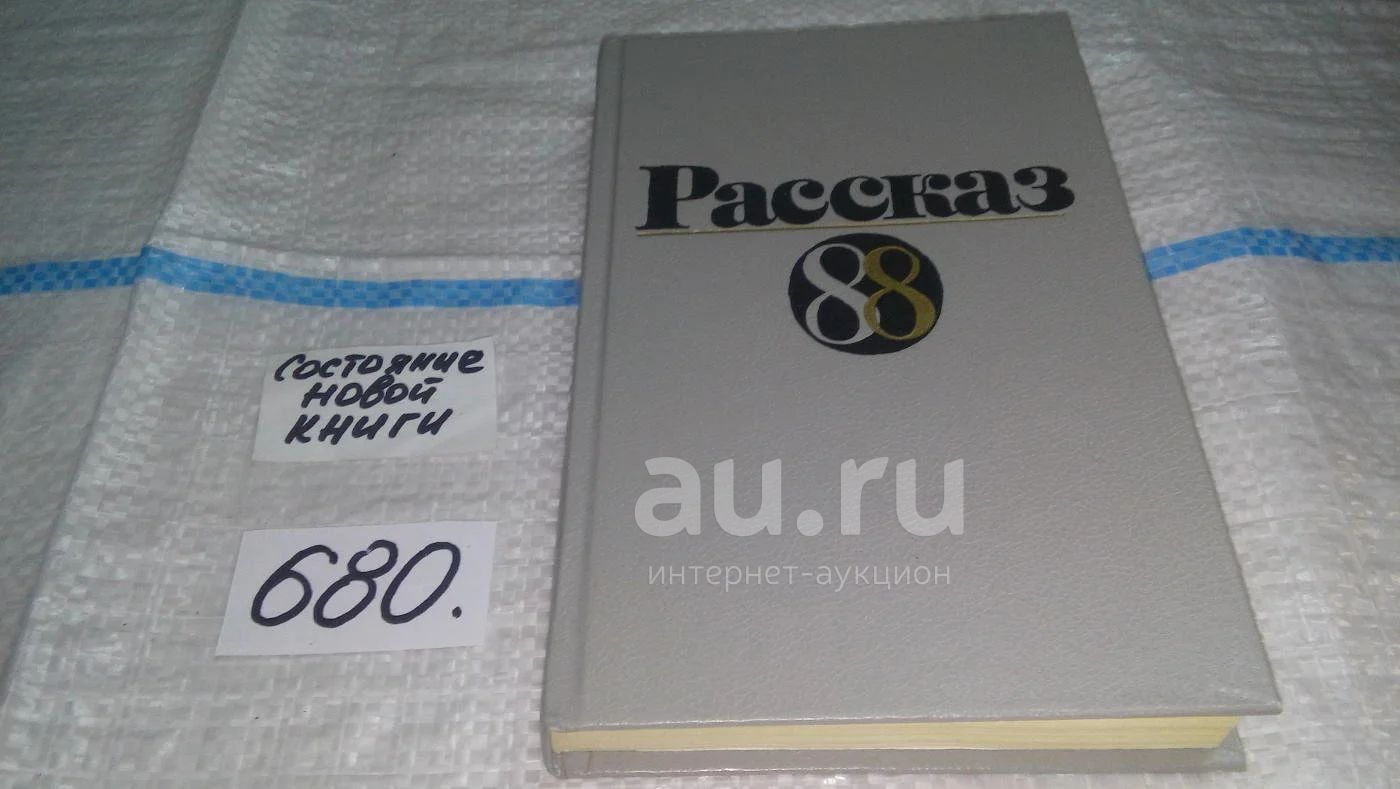 Рассказ
88
Состояние
новой
книги
680.
au.ru
интернет-аукцион